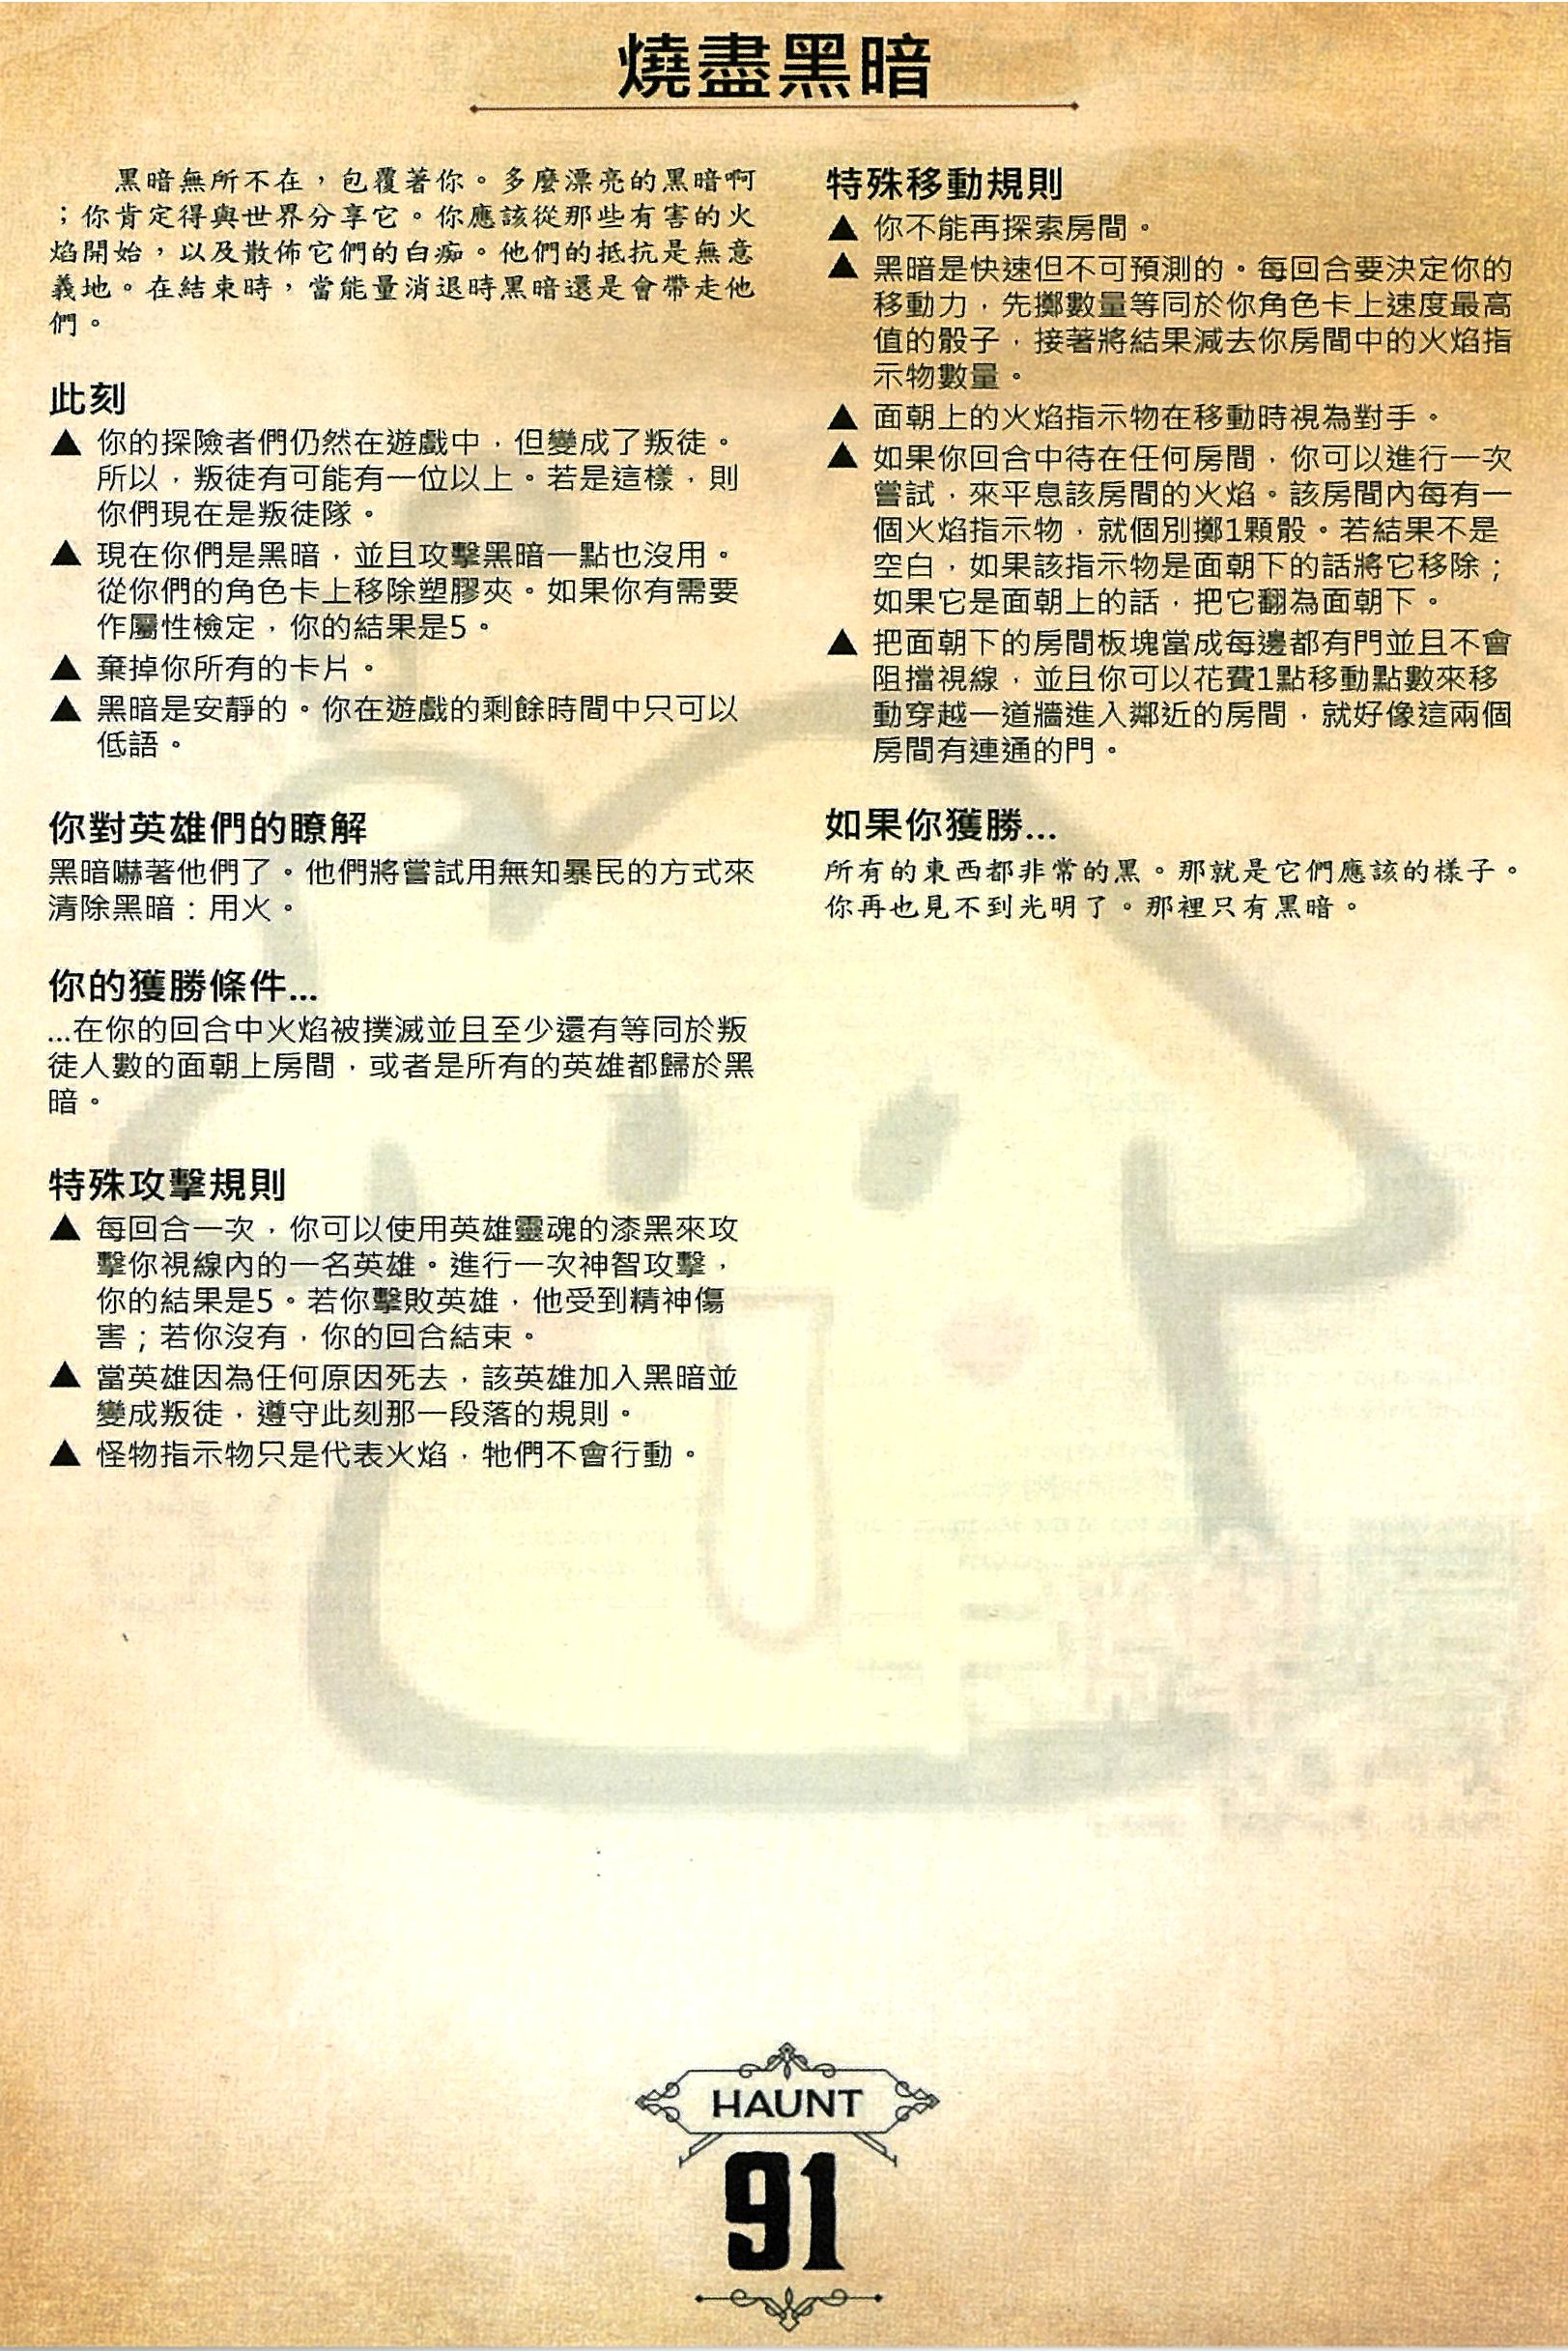 燒盡黑暗
黑暗無所不在，包覆著你。多麼漂亮的黑暗啊
；你肯定得與世界分享它。你應該從那些有害的火
焰開始，以及散佈它們的白痴。他們的抵抗是無意
義地。在結束時，當能量消退時黑暗還是會帶走他
們。
此刻
▲ 你的探險者們仍然在遊戲中，但變成了叛徒。
所以，叛徒有可能有一位以上。若是這樣，則
你們現在是叛徒隊。
▲ 現在你們是黑暗，並且攻擊黑暗一點也沒用。
從你們的角色卡上移除塑膠夾。如果你有需要
作屬性檢定，你的結果是5。
▲ 棄掉你所有的卡片。
▲ 黑暗是安靜的。你在遊戲的剩餘時間中只可以
低語。
你對英雄們的瞭解
黑暗嚇著他們了。他們將嘗試用無知暴民的方式來
清除黑暗：用火。
你的獲勝條件...
...在你的回合中火焰被撲滅並且至少還有等同於叛
徒人數的面朝上房間，或者是所有的英雄都歸於黑
暗。
特殊攻擊規則
▲ 每回合一次，你可以使用英雄靈魂的漆黑來攻
擊你視線內的一名英雄。進行一次神智攻擊，
你的結果是5。若你擊敗英雄，他受到精神傷
害；若你沒有，你的回合結束。
▲ 當英雄因為任何原因死去，該英雄加入黑暗並
變成叛徒，遵守此刻那一段落的規則。
▲ 怪物指示物只是代表火焰，牠們不會行動。
特殊移動規則
▲ 你不能再探索房間。
▲ 黑暗是快速但不可預測的。每回合要決定你的
移動力，先擲數量等同於你角色卡上速度最高
值的骰子，接著將結果減去你房間中的火焰指
示物數量。
▲ 面朝上的火焰指示物在移動時視為對手。
▲ 如果你回合中待在任何房間，你可以進行一次
嘗試，來平息該房間的火焰。該房間內每有一
個火焰指示物，就個別擲1顆骰。若結果不是
空白，如果該指示物是面朝下的話將它移除；
如果它是面朝上的話，把它翻為面朝下。
▲ 把面朝下的房間板塊當成每邊都有門並且不會
阻擋視線，並且你可以花費1點移動點數來移
動穿越一道牆進入鄰近的房間，就好像這兩個
房間有連通的門。
如果你獲勝...
所有的東西都非常的黑。那就是它們應該的樣子。
你再也見不到光明了。那裡只有黑暗。
HAUNT
91